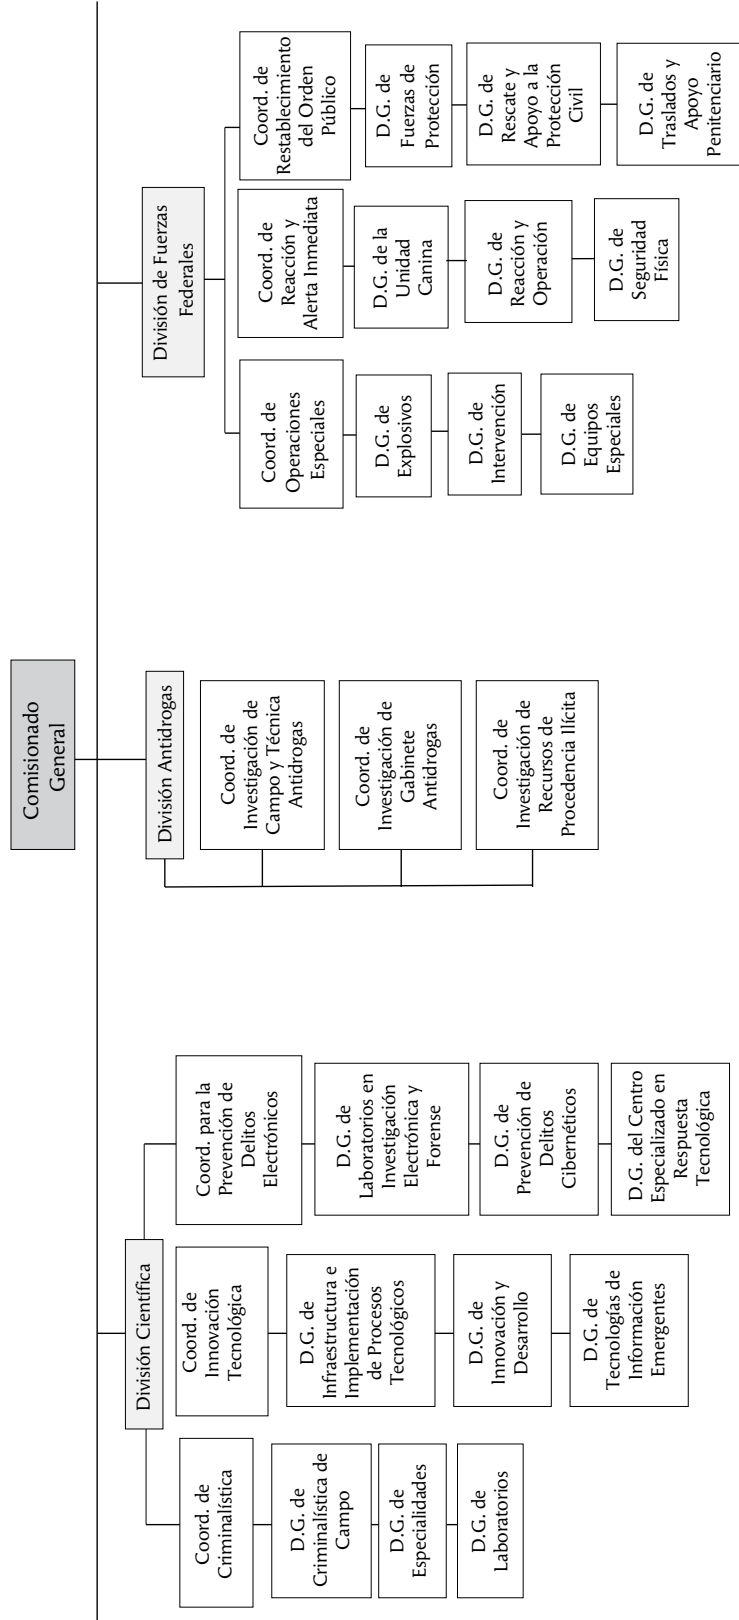 Comisionado
General
División Científica
Coord. de
Criminalística
D.G. de
Criminalística de
Campo
D.G. de
Especialidades
D.G. de
Laboratorios
Coord. de
Innovación
Tecnológica
D.G. de
Infraestructura e
Implementación
de Procesos
Tecnológicos
D.G. de
Innovación y
Desarrollo
D.G. de
Tecnologías de
Información
Emergentes
Coord. para la
Prevención de
Delitos
Electrónicos
D.G. de
Laboratorios en
Investigación
Electrónica y
Forense
D.G. de
Prevención de
Delitos
Cibernéticos
D.G. del Centro
Especializado en
Respuesta
Tecnológica
División Antidrogas
Coord. de
Investigación de
Campo y Técnica
Antidrogas
Coord. de
Investigación de
Gabinete
Antidrogas
Coord. de
Investigación de
Recursos de
Procedencia Ilícita
División de Fuerzas
Federales
Coord. de
Operaciones
Especiales
D.G. de
Explosivos
D.G. de
Intervención
D.G. de
Equipos
Especiales
Coord. de
Reacción y
Alerta Inmediata
D.G. de la
Unidad
Canina
D.G. de
Reacción y
Operación
D.G. de
Seguridad
Física
Coord. de
Restablecimiento
del Orden
Público
D.G. de
Fuerzas de
Protección
D.G. de
Rescate y
Apoyo a la
Protección
Civil
D.G. de
Traslados y
Apoyo
Penitenciario